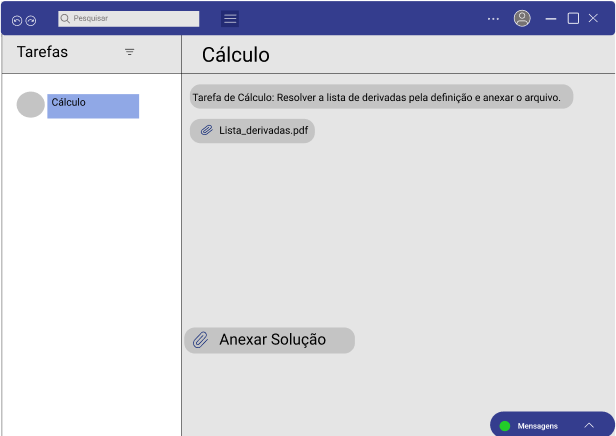 Pesquisar
Tarefas
Cálculo
Cálculo
Tarefa de Cálculo: Resolver a lista de derivadas pela definição e anexar o arquivo.
Lista_derivadas.pdf
Anexar Solução
Mensagens